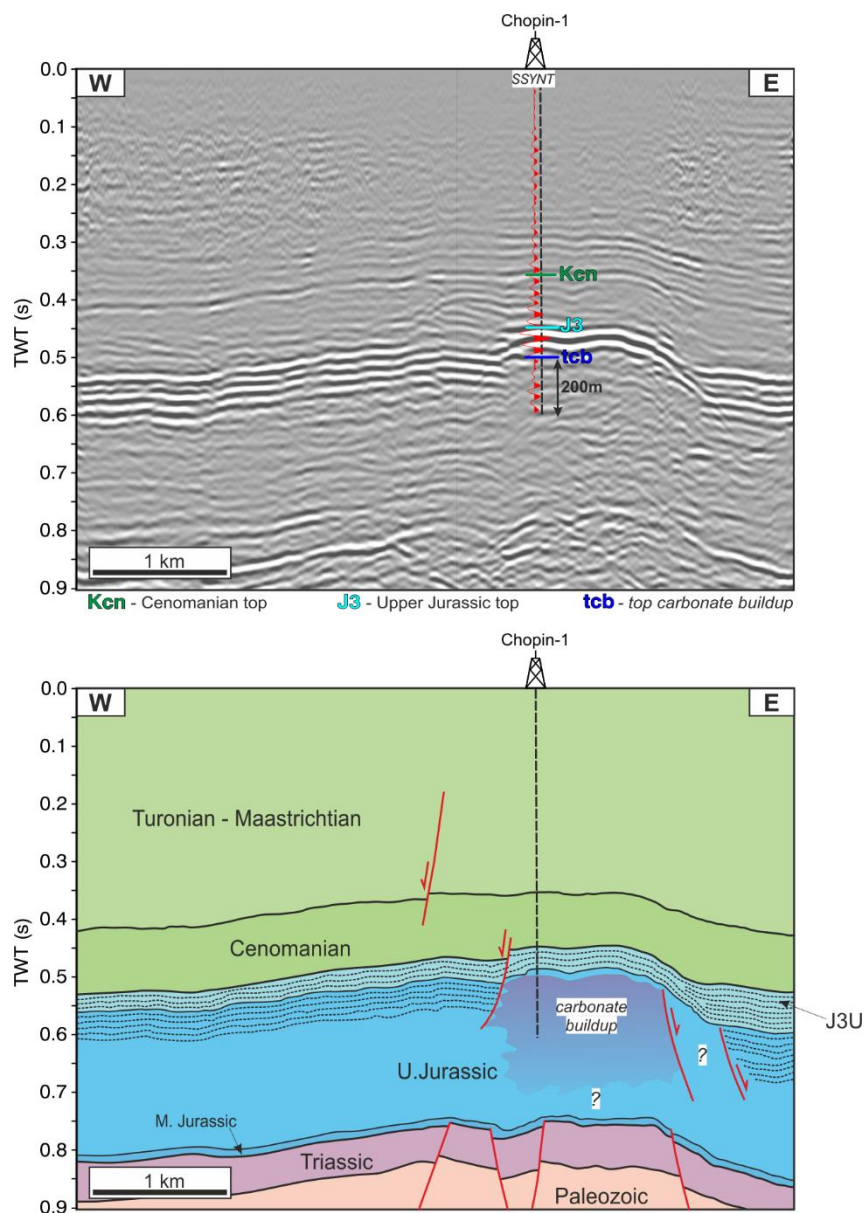 Chopin-1
W
SSYNT
E
0.0
0.1
0.2
0.3
0.4
0.5
0.6
0.7
0.8
0.9
TWT (s)
Kcn
J3
tcb
200m
1 km
Kcn - Cenomanian top
J3 - Upper Jurassic top
tcb - top carbonate buildup
Chopin-1
W
E
0.0
0.1
0.2
0.3
0.4
0.5
0.6
0.7
0.8
0.9
TWT (s)
Turonian - Maastrichtian
Cenomanian
carbonate
buildup
J3U
?
U.Jurassic
?
M. Jurassic
Triassic
1 km
Paleozoic